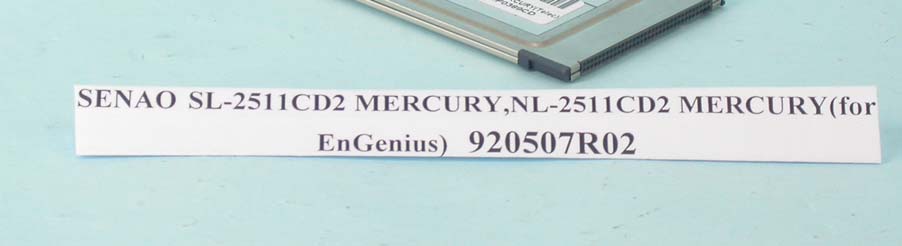 SENAO SL-2511CD2 MERCURY,NL-2511CD2 MERCURY(for
EnGenius) 920507R02